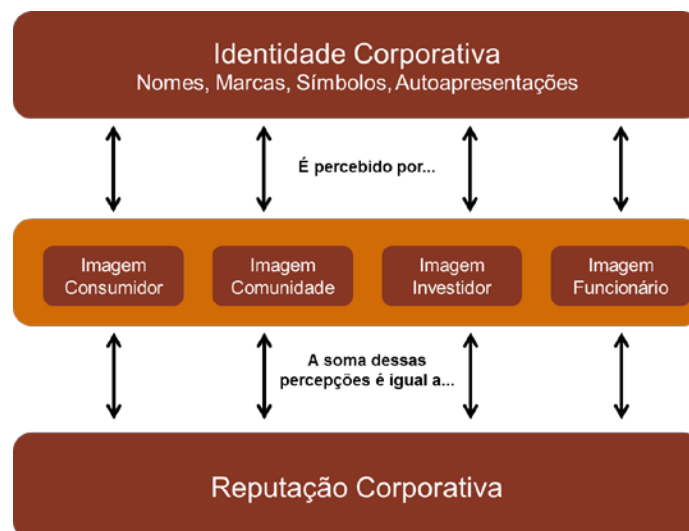 Identidade Corporativa
Nomes, Marcas, Símbolos, Autoapresentações
É percebido por...
Imagem
Consumidor
Imagem
Comunidade
Imagem
Investidor
Imagem
Funcionário
A soma dessas
percepções é igual a...
Reputação Corporativa